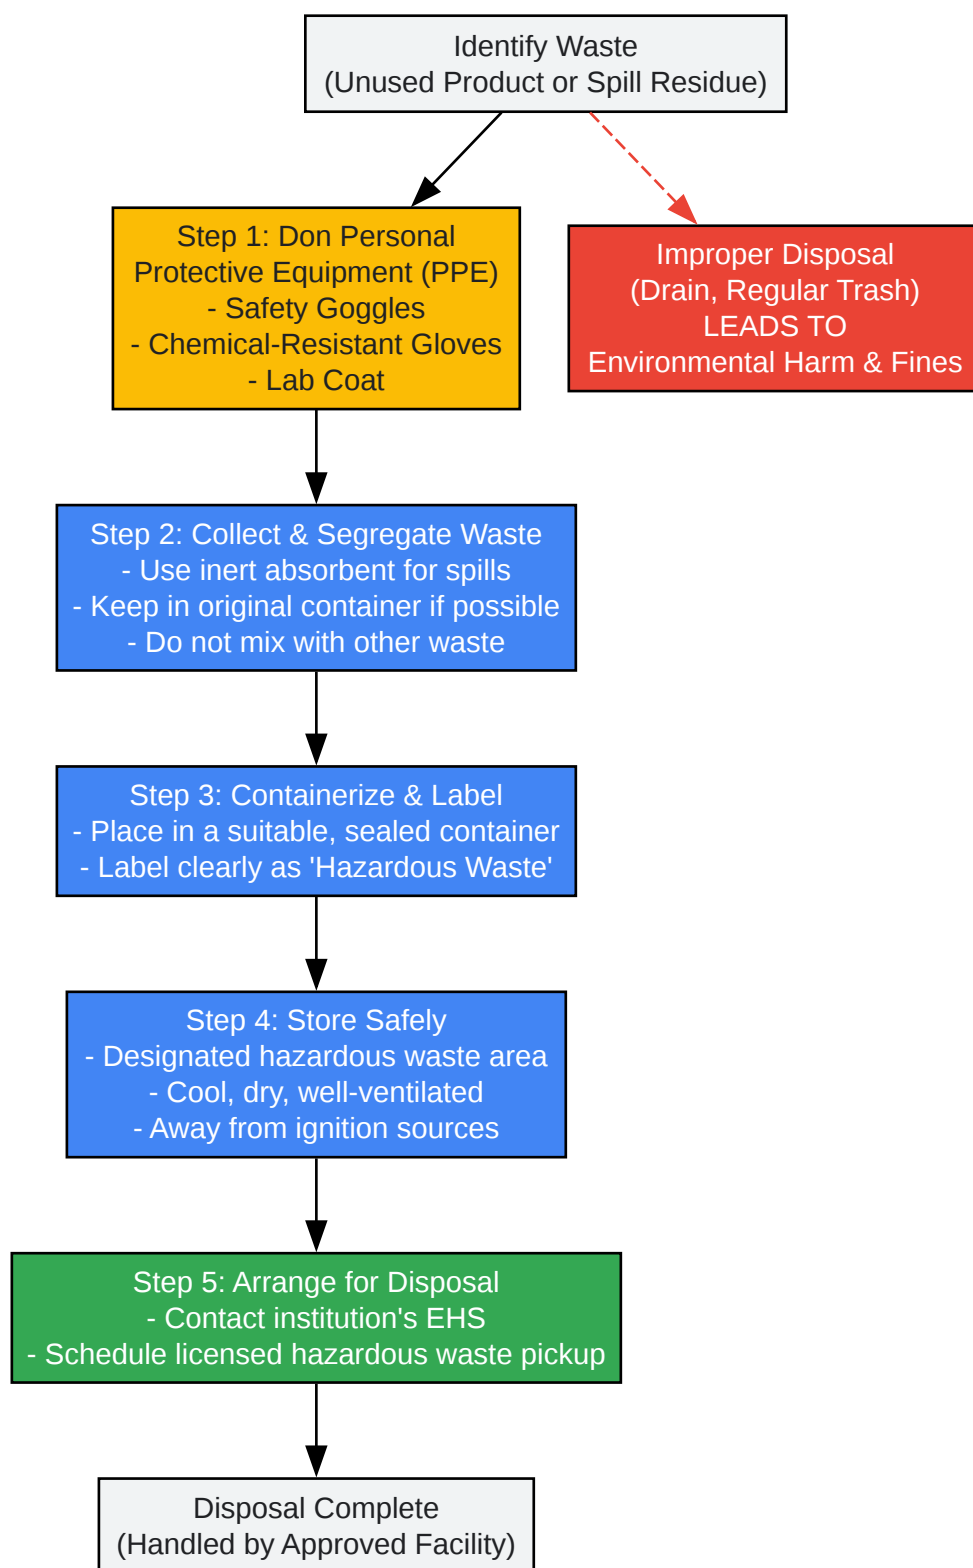 Identify Waste
(Unused Product or Spill Residue)
Step 1: Don Personal
Protective Equipment (PPE)
- Safety Goggles
- Chemical-Resistant Gloves
- Lab Coat
Improper Disposal
(Drain, Regular Trash)
LEADS TO
Environmental Harm & Fines
Step 2: Collect & Segregate Waste
- Use inert absorbent for spills
- Keep in original container if possible
- Do not mix with other waste
Step 3: Containerize & Label
- Place in a suitable, sealed container
- Label clearly as 'Hazardous Waste'
Step 4: Store Safely
- Designated hazardous waste area
- Cool, dry, well-ventilated
- Away from ignition sources
Step 5: Arrange for Disposal
- Contact institution's EHS
- Schedule licensed hazardous waste pickup
Disposal Complete
(Handled by Approved Facility)